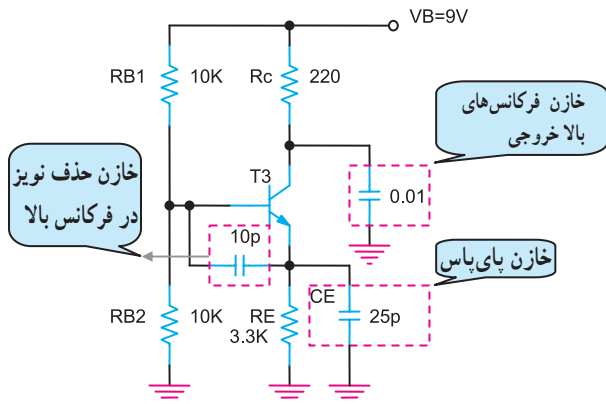 VB=9V
RB1
10K
Rc
220
خازن فرکانس‌های
بالا خروجی
خازن حذف نویز
در فرکانس بالا
T3
0.01
10p
خازن بای‌پاس
RB2
10K
RE
3.3K
CE
25p